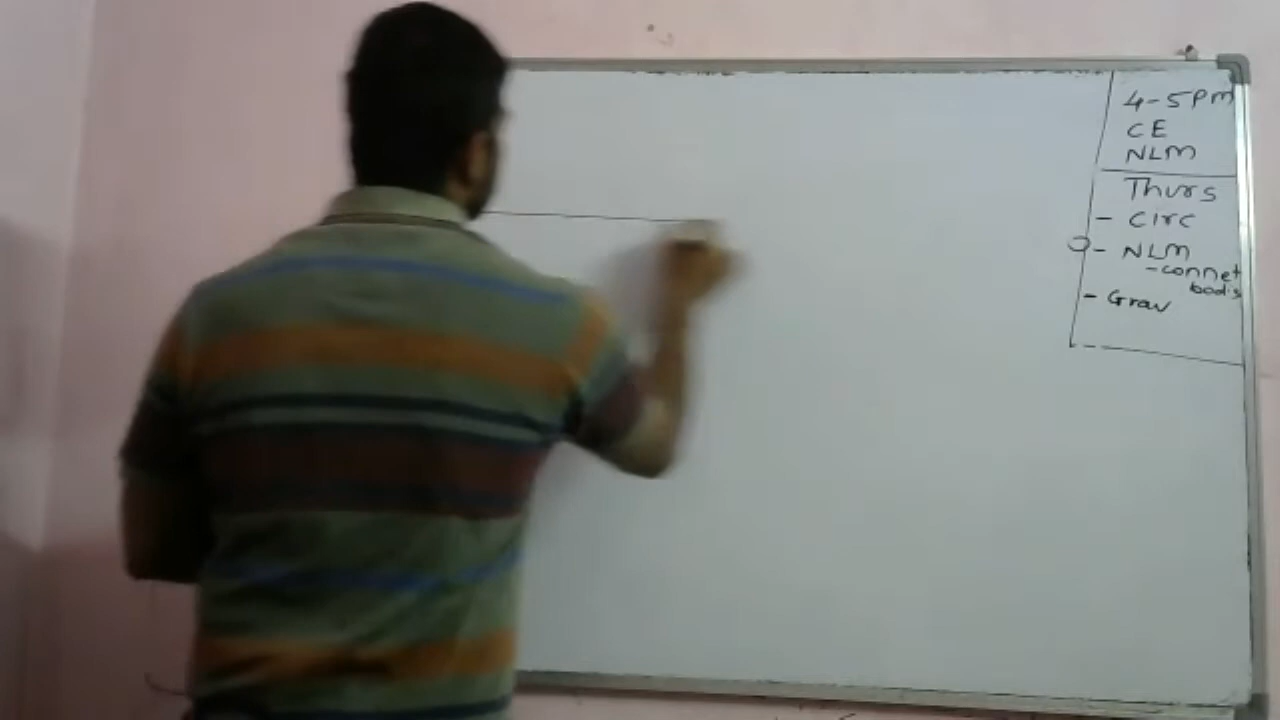 4-5pm
CE
NLM
Thurs
- Circ
- NLM
- connet
bodis
- Grav